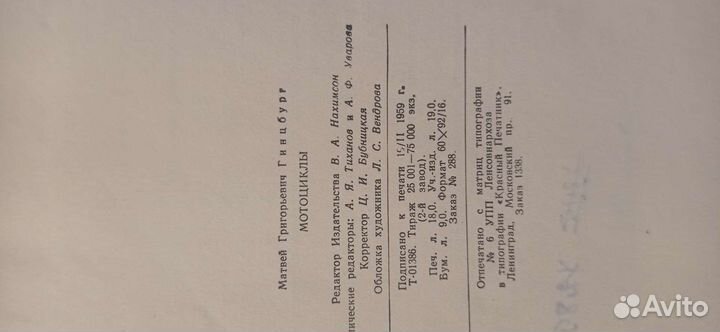 Матвей Григорьевич Гинцбург
МОТОЦИКЛЫ
Редактор Издательства В. А. Нахимсон
нические редакторы: А. Я. Тиханов и А. Ф. Уварова
Корректор Ц. И. Бубницкая
Обложка художника Л. С. Вендрова
Подписано к печати 15/II 1959 г.
Т-01386. Тираж 25 001—75 000 экз.
(2-й завод).
Печ. л. 18,0. Уч.-изд. л. 19,0.
Бум. л. 9,0. Формат 60×92/16.
Заказ № 288.
Отпечатано с матриц типографии
№ 6 УПП Ленсовнархоза
в типографии «Красный Печатник».
Ленинград, Московский пр. 91.
Заказ 1338.
Avito